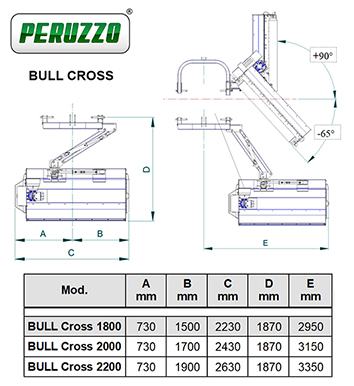 PERUZZO®
BULL CROSS
+90°
-65°
D
A B
C
E
Mod. A mm B mm C mm D mm E mm
BULL Cross 1800 730 1500 2230 1870 2950
BULL Cross 2000 730 1700 2430 1870 3150
BULL Cross 2200 730 1900 2630 1870 3350